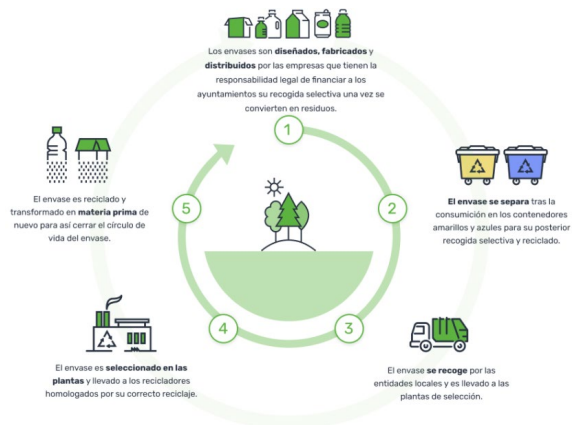 Los envases son diseñados, fabricados y
distribuidos por las empresas que tienen la
responsabilidad legal de financiar a los
ayuntamientos su recogida selectiva una vez se
convierten en residuos.
1
2
El envase se separa tras la
consumición en los contenedores
amarillos y azules para su posterior
recogida selectiva y reciclado.
3
El envase se recoge por las
entidades locales y es llevado a las
plantas de selección.
4
El envase es seleccionado en las
plantas y llevado a los recicladores
homologados por su correcto reciclaje.
5
El envase es reciclado y
transformado en materia prima de
nuevo para así cerrar el círculo de
vida del envase.